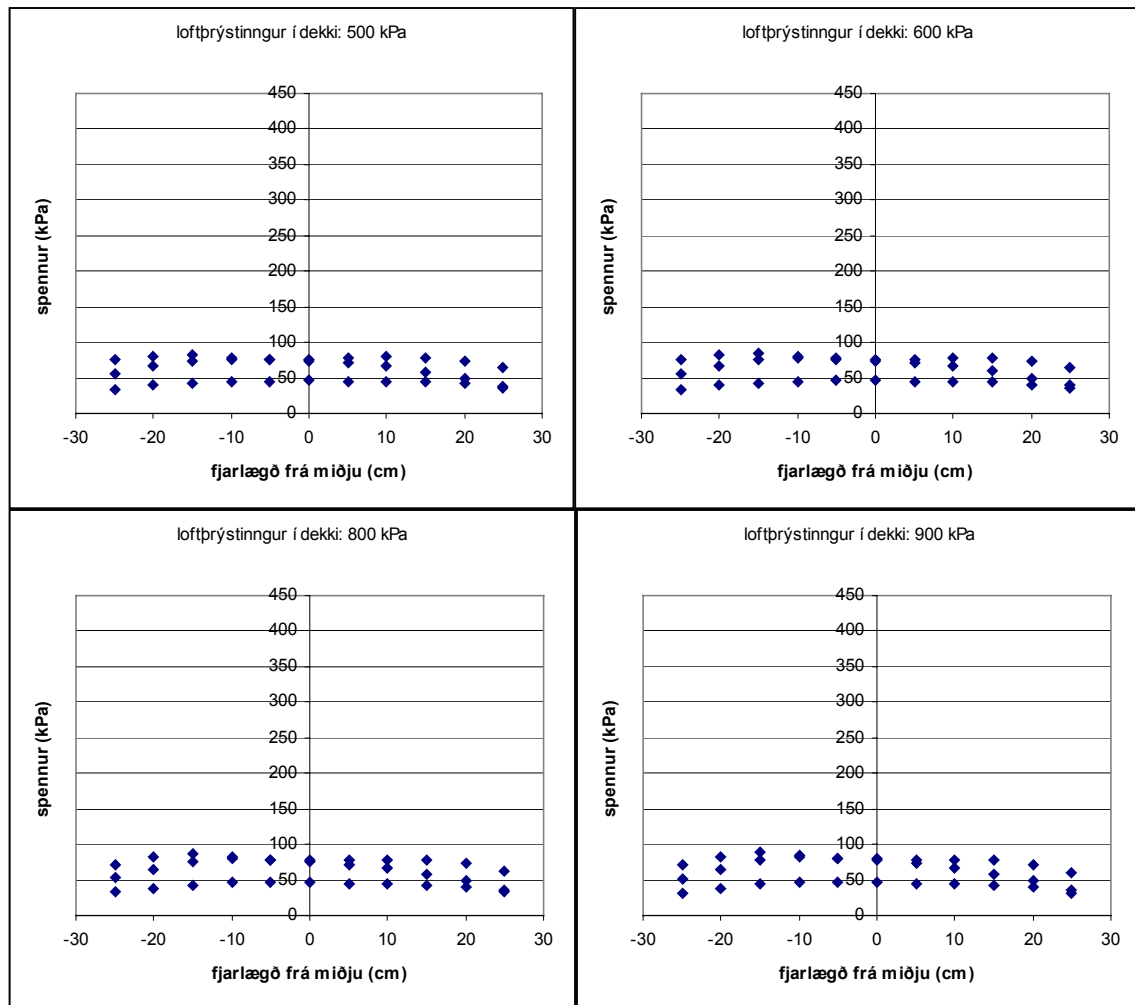 loftþrýstinngur í dekki: 500 kPa
450
400
350
300
250
200
150
100
50
0
-30 -20 -10 0 10 20 30
spennur (kPa)
fjarlægð frá miðju (cm)
loftþrýstinngur í dekki: 600 kPa
450
400
350
300
250
200
150
100
50
0
-30 -20 -10 0 10 20 30
spennur (kPa)
fjarlægð frá miðju (cm)
loftþrýstinngur í dekki: 800 kPa
450
400
350
300
250
200
150
100
50
0
-30 -20 -10 0 10 20 30
spennur (kPa)
fjarlægð frá miðju (cm)
loftþrýstinngur í dekki: 900 kPa
450
400
350
300
250
200
150
100
50
0
-30 -20 -10 0 10 20 30
spennur (kPa)
fjarlægð frá miðju (cm)